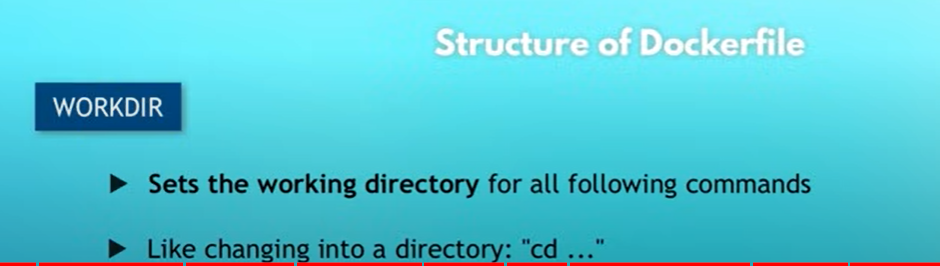 Structure of Dockerfile
WORKDIR
▶ Sets the working directory for all following commands
▶ Like changing into a directory: "cd ..."